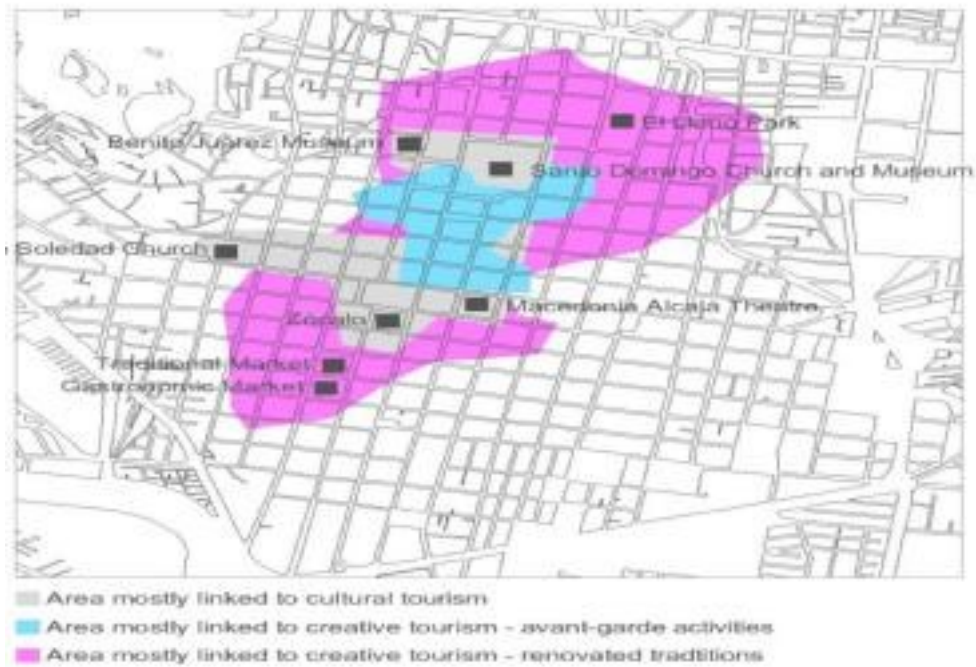 El Llano Park
Benito Juarez Museum
Santo Domingo Church and Museum
Soledad Church
Macedonia Alcala Theatre
Zocalo
Traditional Market
Gastronomic Market
Area mostly linked to cultural tourism
Area mostly linked to creative tourism - avant-garde activities
Area mostly linked to creative tourism - renovated tradtitions